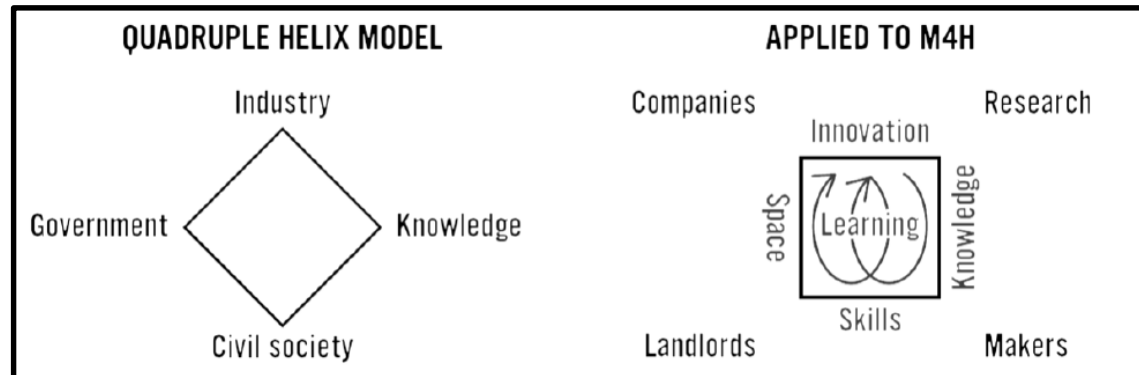 QUADRUPLE HELIX MODEL
Industry
Government
Knowledge
Civil society
APPLIED TO M4H
Companies
Research
Innovation
Space
Learning
Knowledge
Skills
Landlords
Makers